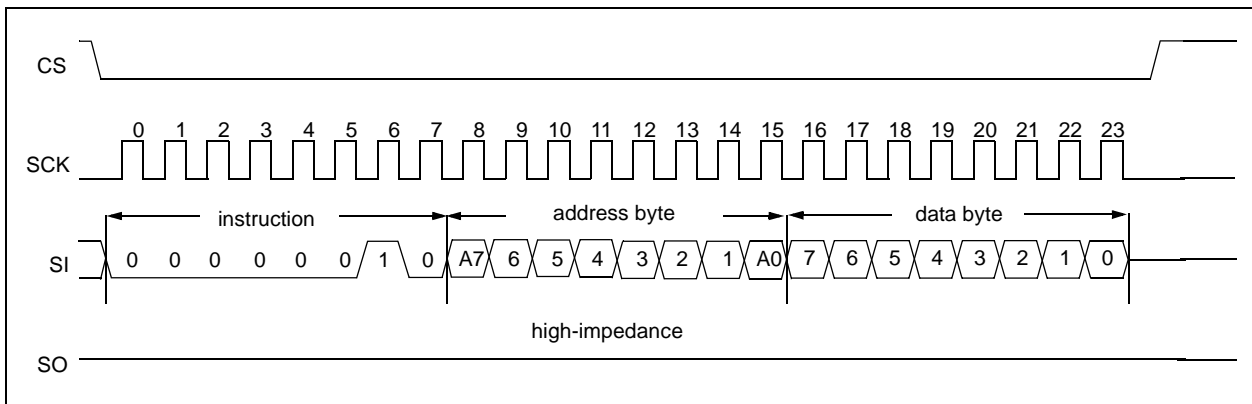 CS
0 1 2 3 4 5 6 7 8 9 10 11 12 13 14 15 16 17 18 19 20 21 22 23
SCK
instruction address byte data byte
SI 0 0 0 0 0 0 1 0 A7 6 5 4 3 2 1 A0 7 6 5 4 3 2 1 0
high-impedance
SO